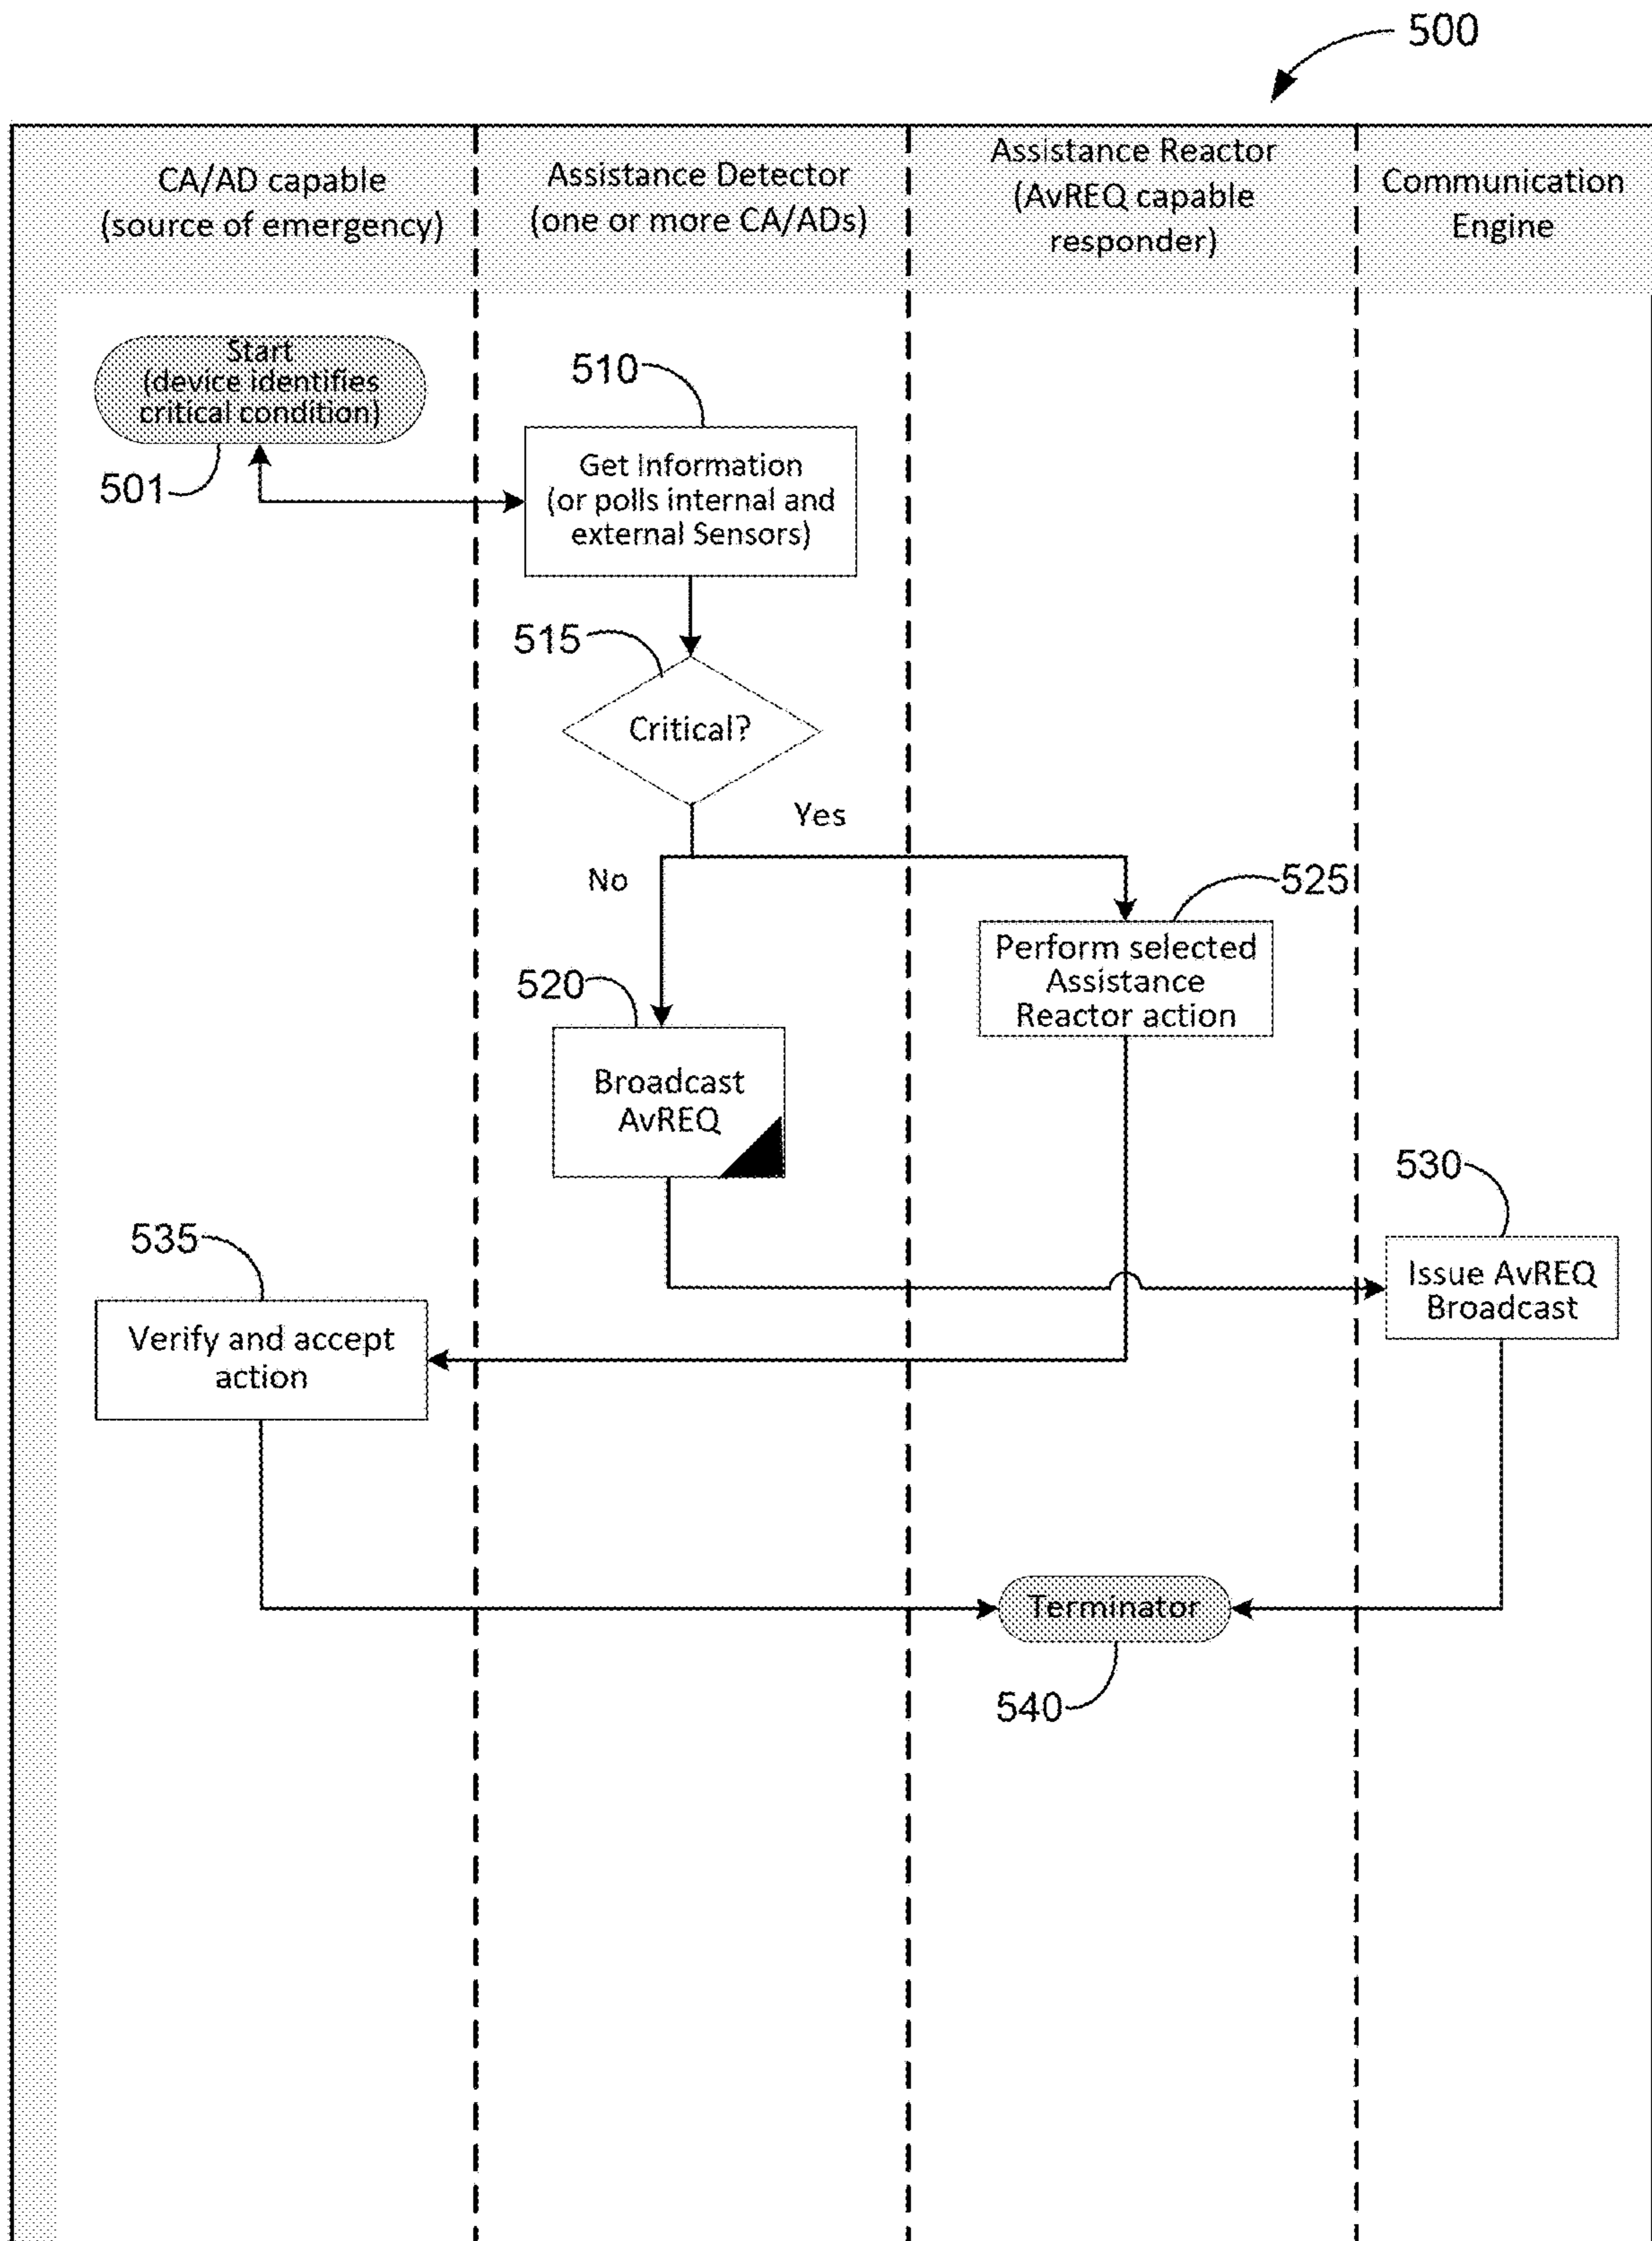 500
CA/AD capable
(source of emergency)
Assistance Detector
(one or more CA/ADs)
Assistance Reactor
(AvREQ capable
responder)
Communication
Engine
Start
(device identifies
critical condition)
501
510
Get Information
(or polls internal and
external Sensors)
515
Critical?
Yes
No
525
Perform selected
Assistance
Reactor action
520
Broadcast
AvREQ
530
Issue AvREQ
Broadcast
535
Verify and accept
action
Terminator
540